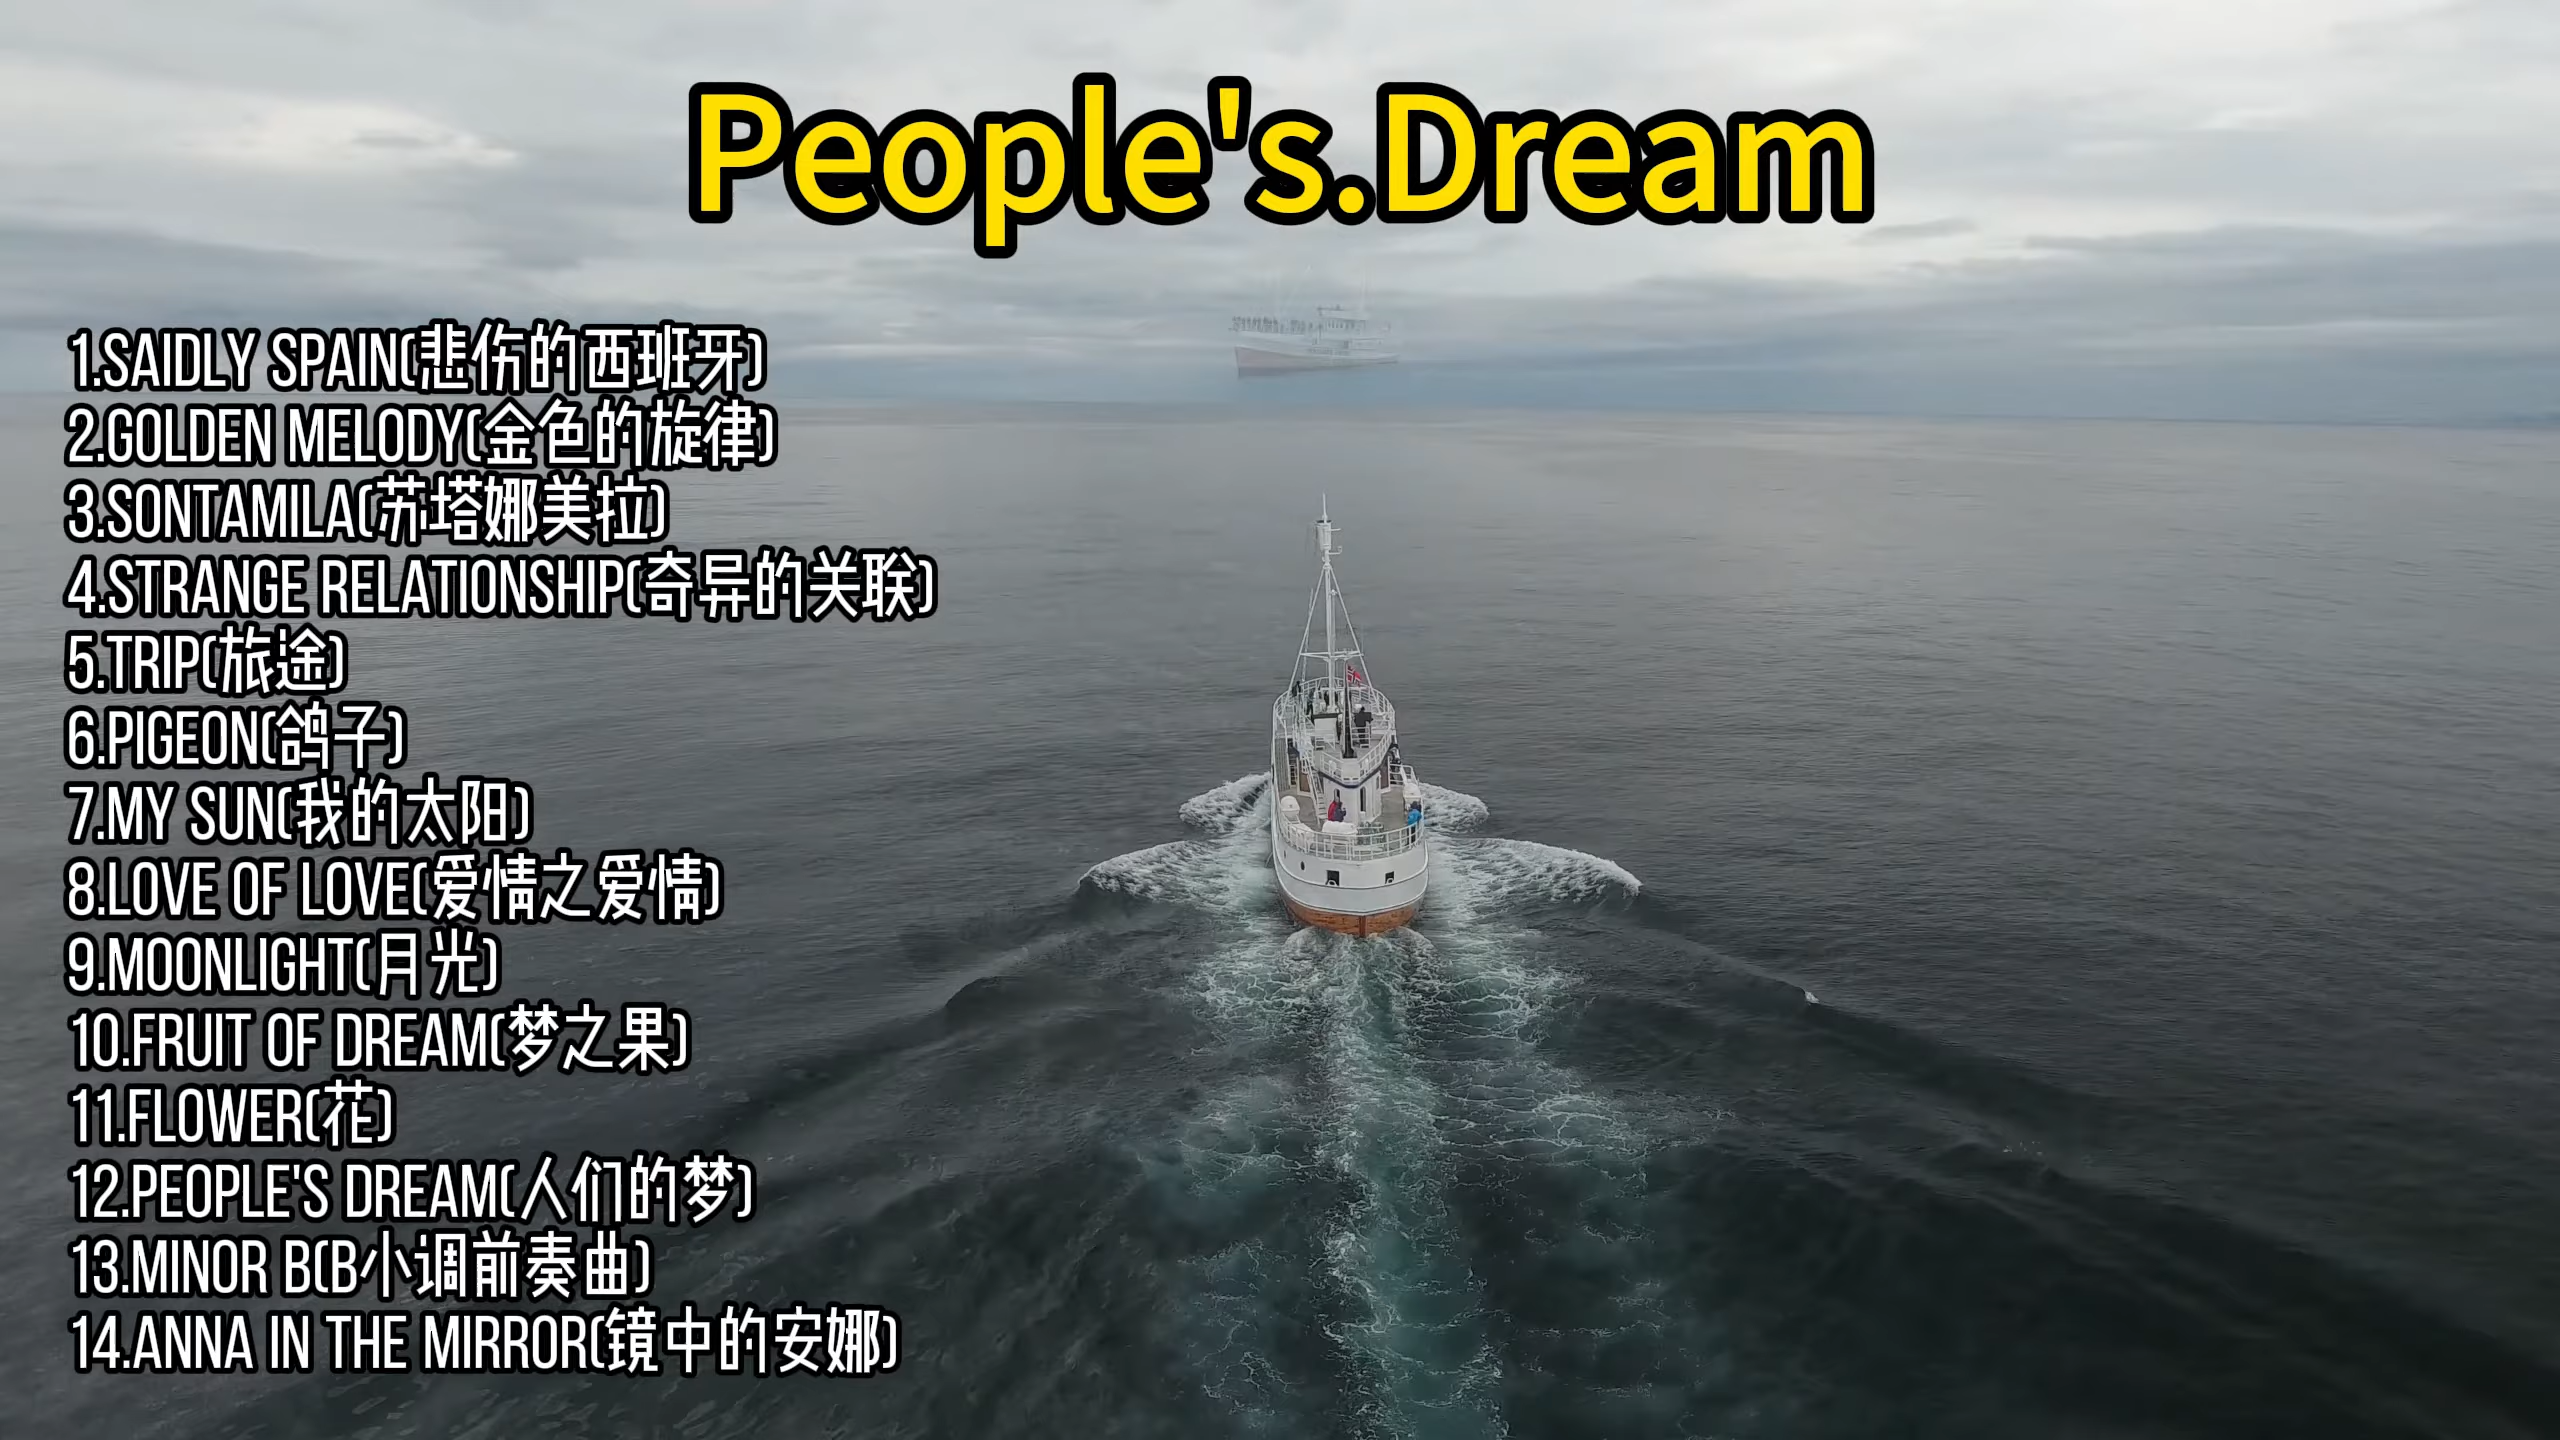 People's.Dream
1.SAIDLY SPAIN(悲伤的西班牙)
2.GOLDEN MELODY(金色的旋律)
3.SONTAMILA(苏塔娜美拉)
4.STRANGE RELATIONSHIP(奇异的关联)
5.TRIP(旅途)
6.PIGEON(鸽子)
7.MY SUN(我的太阳)
8.LOVE OF LOVE(爱情之爱情)
9.MOONLIGHT(月光)
10.FRUIT OF DREAM(梦之果)
11.FLOWER(花)
12.PEOPLE'S DREAM(人们的梦)
13.MINOR B(B小调前奏曲)
14.ANNA IN THE MIRROR(镜中的安娜)